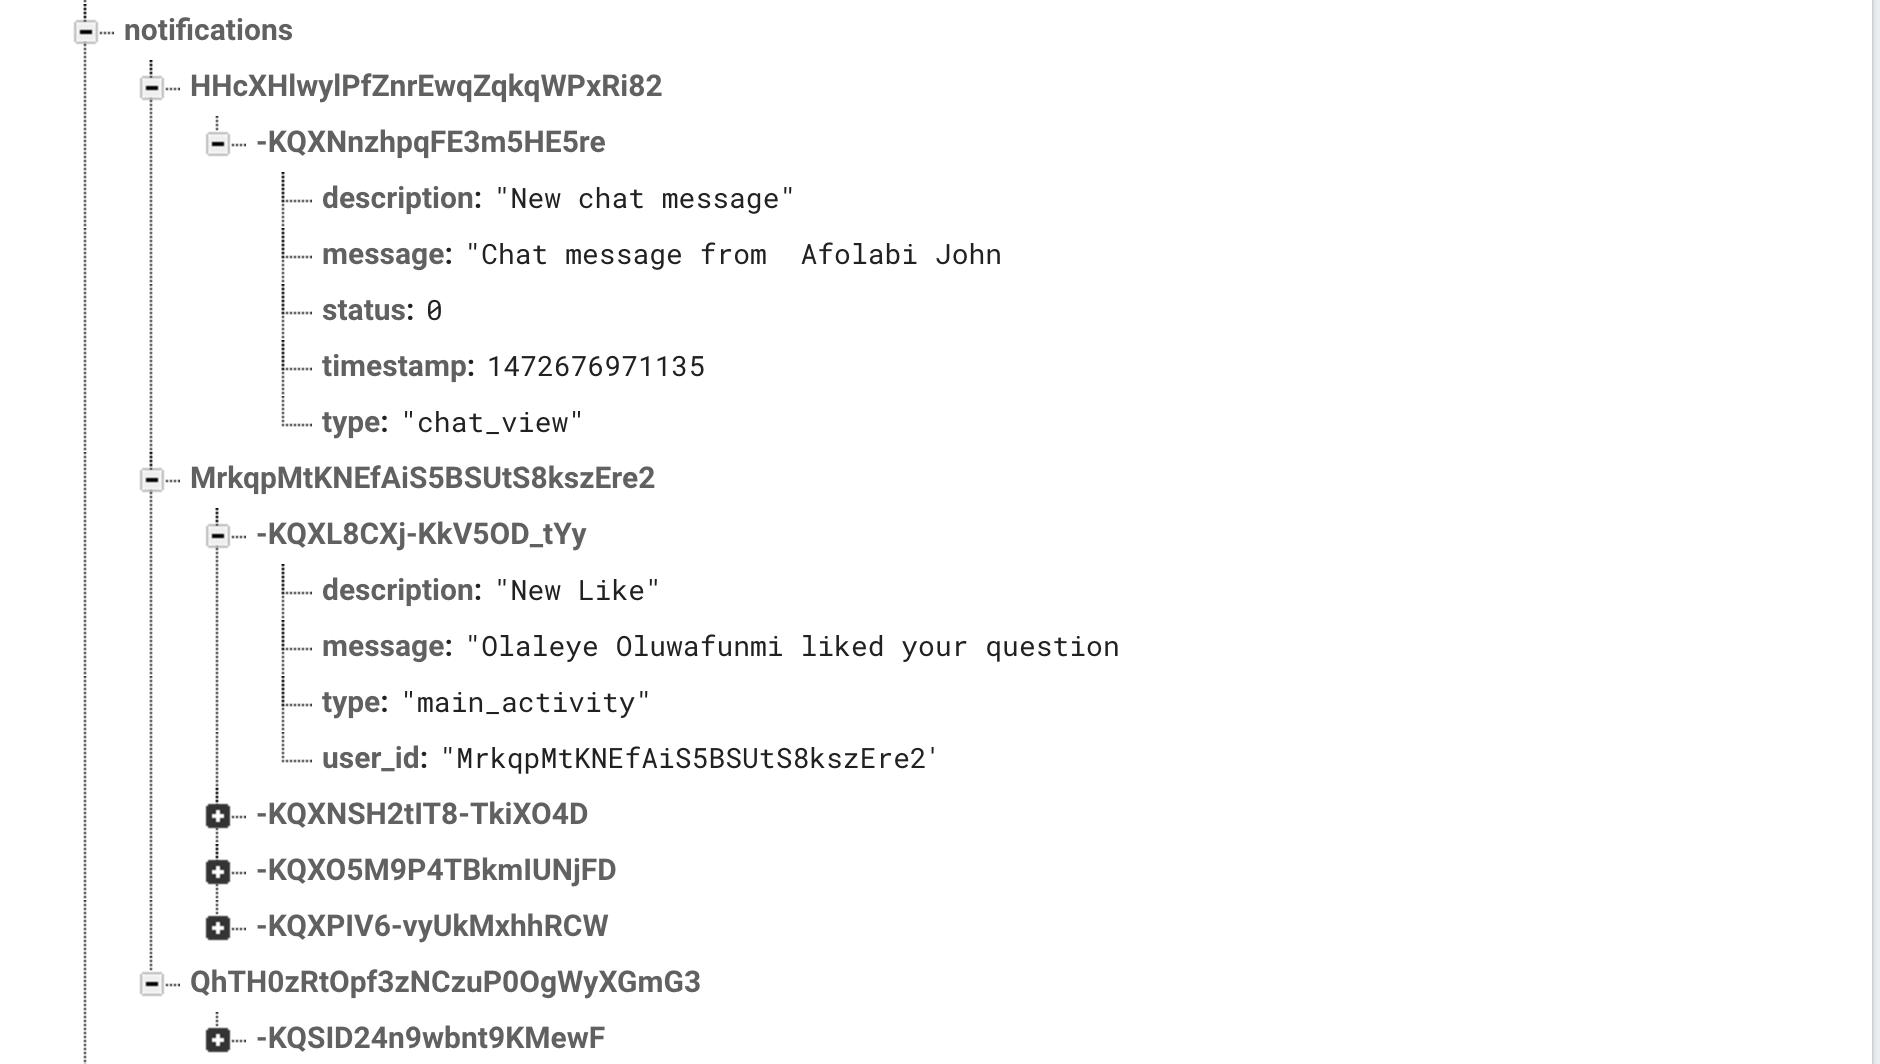 notifications
HHcXHlwylPfZnrEwqZqkqWPxRi82
-KQXNnzhpqFE3m5HE5re
description: "New chat message"
message: "Chat message from  Afolabi John
status: 0
timestamp: 1472676971135
type: "chat_view"
MrkqpMtKNEfAiS5BSUtS8kszEre2
-KQXL8CXj-KkV5OD_tYy
description: "New Like"
message: "Olaleye Oluwafunmi liked your question
type: "main_activity"
user_id: "MrkqpMtKNEfAiS5BSUtS8kszEre2'
-KQXNSH2tIT8-TkiXO4D
-KQXO5M9P4TBkmIUNjFD
-KQXPIV6-vyUkMxhhRCW
QhTH0zRtOpf3zNCzuP0OgWyXGmG3
-KQSID24n9wbnt9KMewF